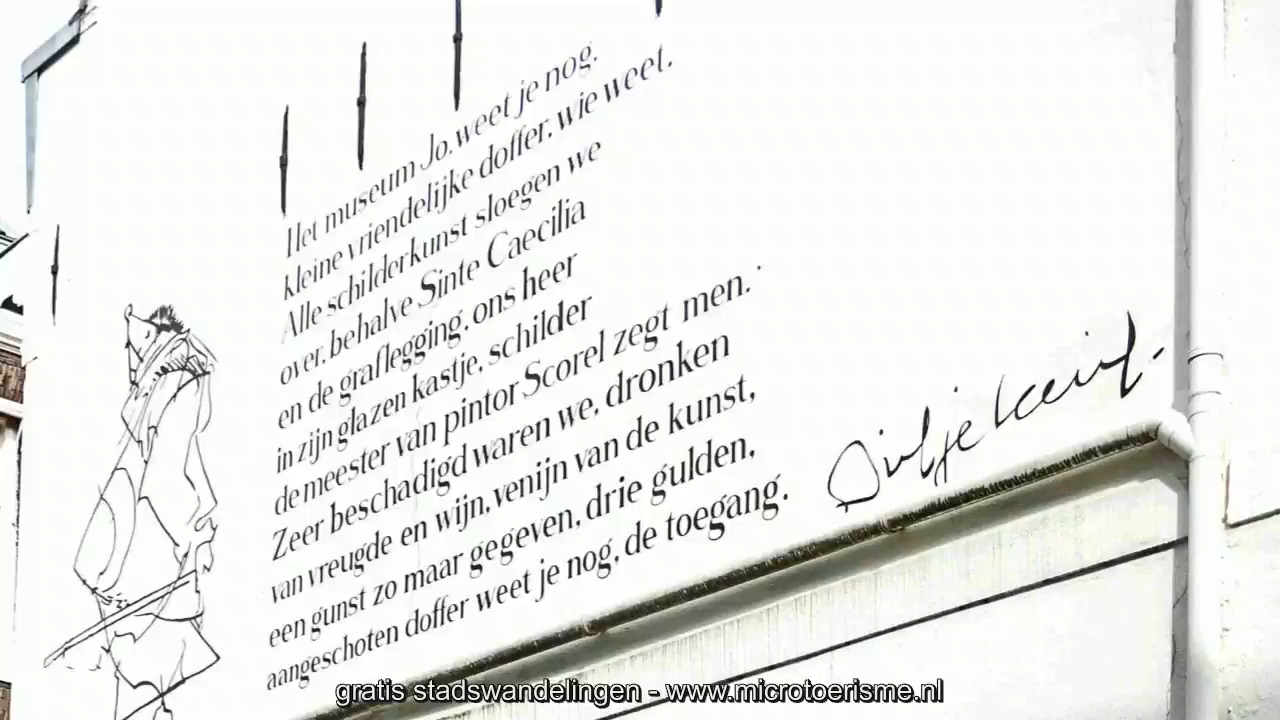 Het museum Jo, weet je nog,
kleine vriendelijke doffer, wie weet.
Alle schilderkunst sloegen we
over, behalve Sinte Caecilia
en de graflegging, ons heer
in zijn glazen kastje, schilder
de meester van pintor Scorel zegt men.
Zeer beschadigd waren we, dronken
van vreugde en wijn, venijn van de kunst,
een gunst zo maar gegeven, drie gulden,
aangeschoten doffer weet je nog, de toegang.
gratis stadswandelingen - www.microtoerisme.nl